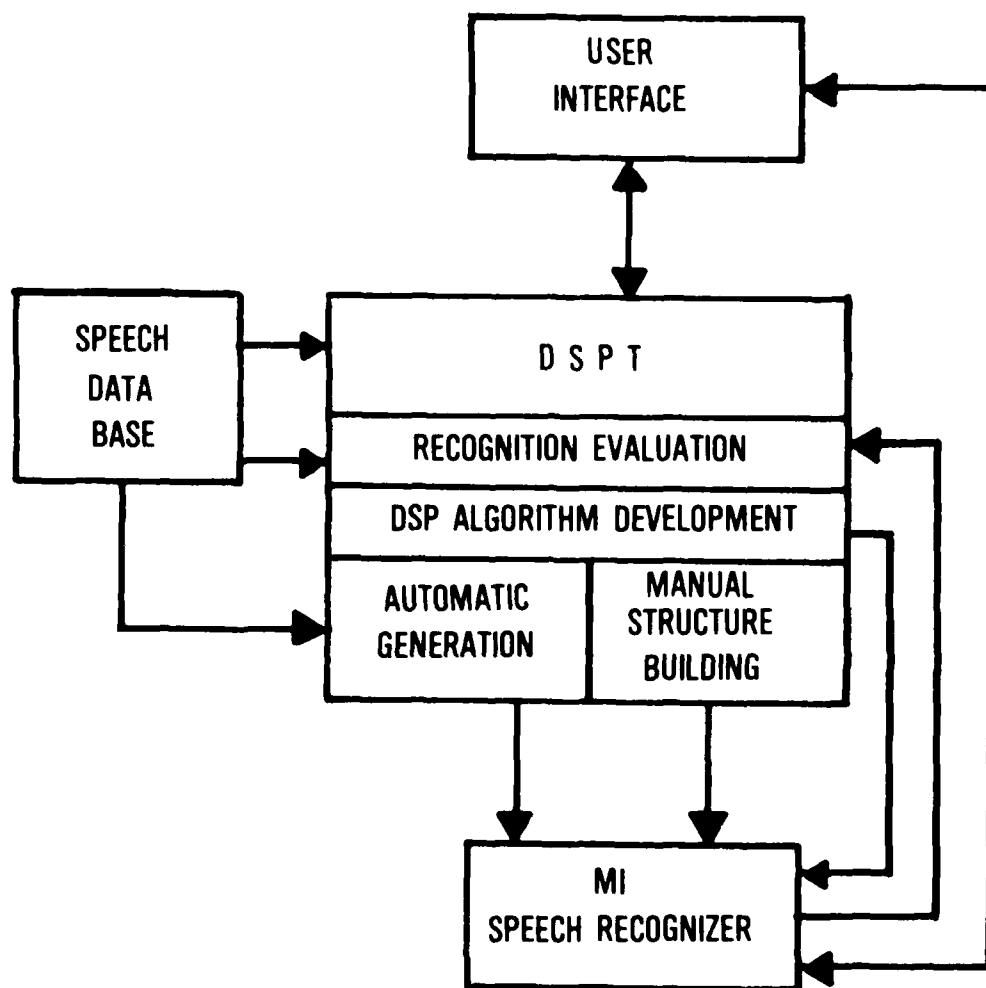 USER
INTERFACE
SPEECH
DATA
BASE
D S P T
RECOGNITION EVALUATION
DSP ALGORITHM DEVELOPMENT
AUTOMATIC
GENERATION
MANUAL
STRUCTURE
BUILDING
MI
SPEECH RECOGNIZER